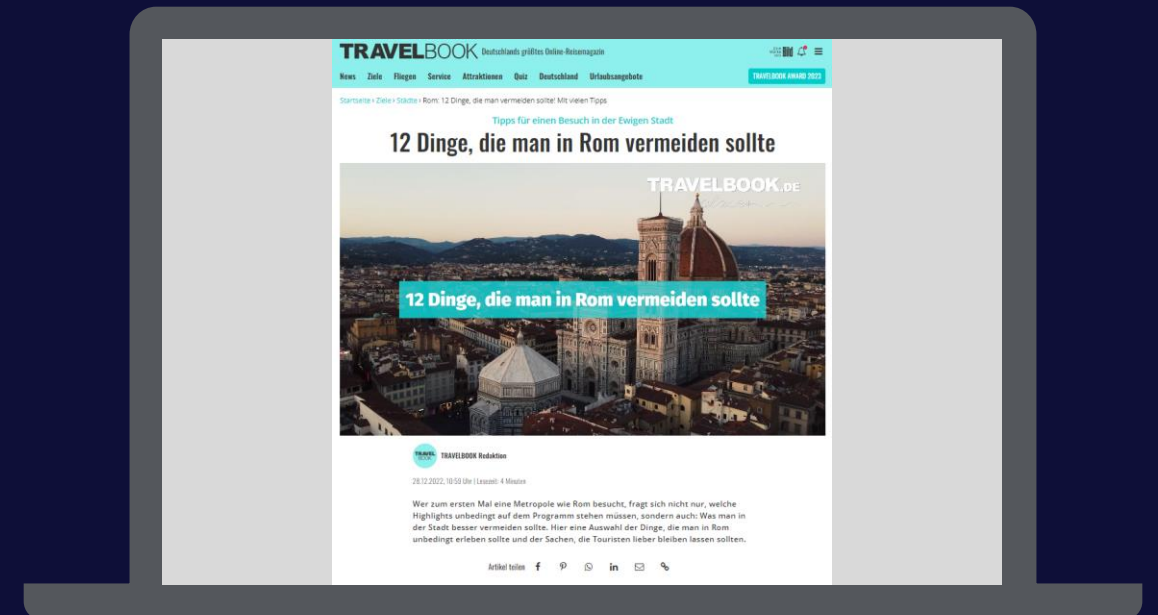 TRAVELBOOK Deutschlands größtes Online-Reisemagazin
Bild
News Ziele Fliegen Service Attraktionen Quiz Deutschland Urlaubsangebote TRAVELBOOK AWARD 2023
Startseite › Ziele › Städte › Rom: 12 Dinge, die man vermeiden sollte! Mit vielen Tipps
Tipps für einen Besuch in der Ewigen Stadt
12 Dinge, die man in Rom vermeiden sollte
TRAVELBOOK.DE
12 Dinge, die man in Rom vermeiden sollte
TRAVEL
BOOK
TRAVELBOOK Redaktion
28.12.2022, 10:50 Uhr | Lesezeit: 4 Minuten
Wer zum ersten Mal eine Metropole wie Rom besucht, fragt sich nicht nur, welche
Highlights unbedingt auf dem Programm stehen müssen, sondern auch: Was man in
der Stadt besser vermeiden sollte. Hier eine Auswahl der Dinge, die man in Rom
unbedingt erleben sollte und der Sachen, die Touristen lieber bleiben lassen sollten.
Artikel teilen